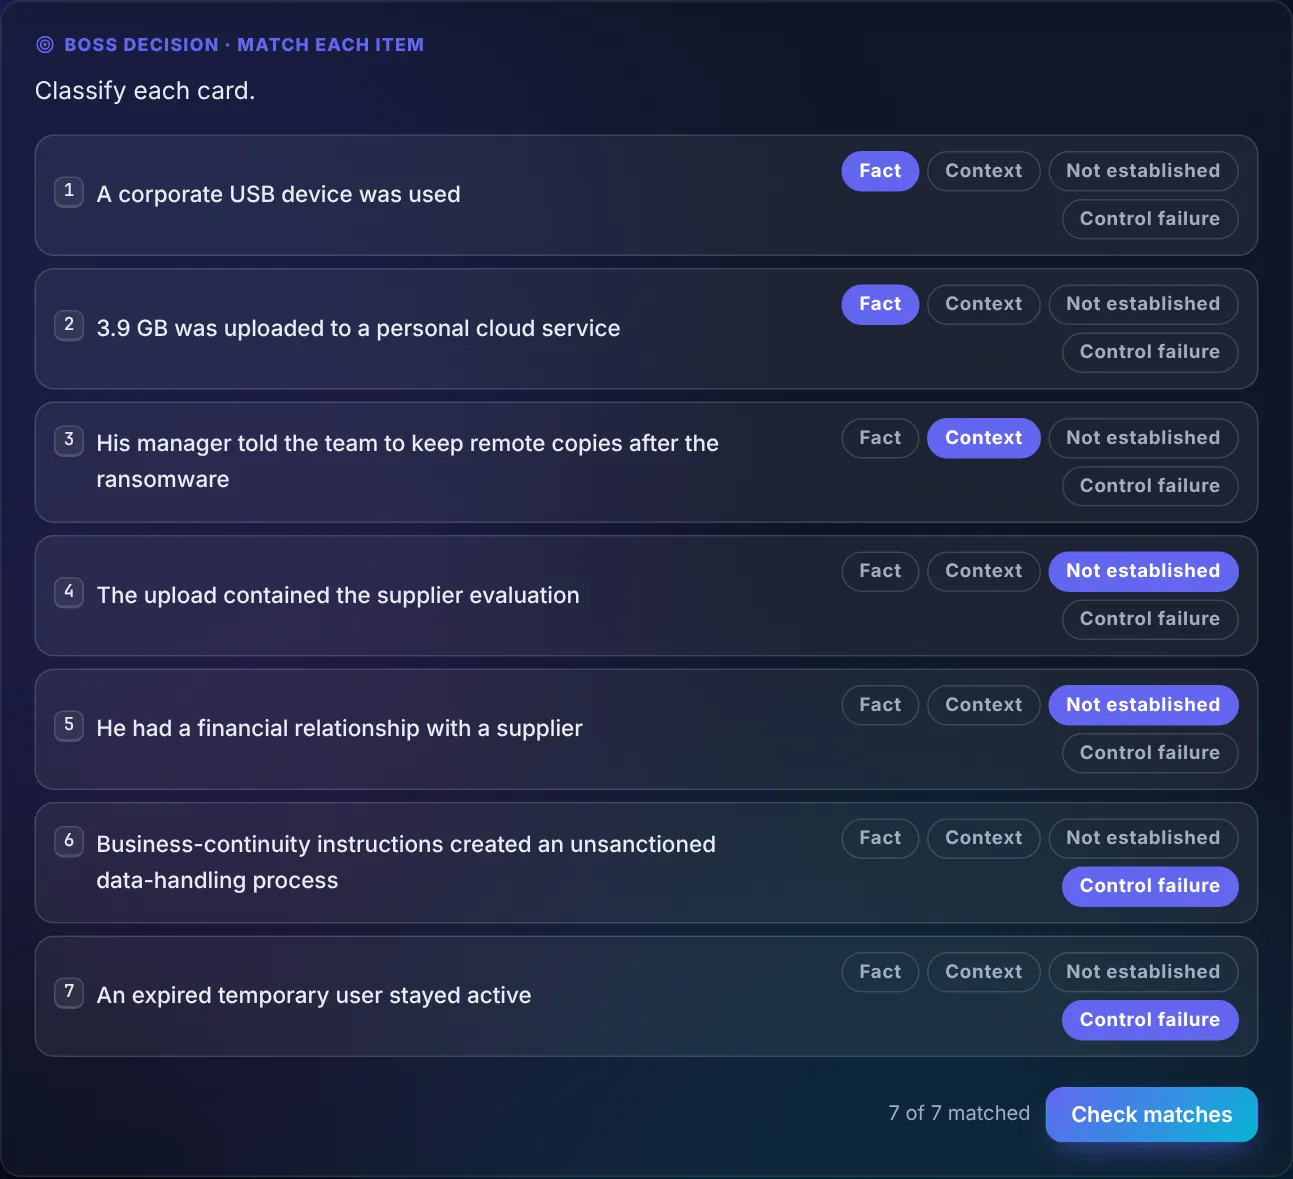 BOSS DECISION · MATCH EACH ITEM
Classify each card.
1 A corporate USB device was used
Fact Context Not established
Control failure
2 3.9 GB was uploaded to a personal cloud service
Fact Context Not established
Control failure
3 His manager told the team to keep remote copies after the
ransomware
Fact Context Not established
Control failure
4 The upload contained the supplier evaluation
Fact Context Not established
Control failure
5 He had a financial relationship with a supplier
Fact Context Not established
Control failure
6 Business-continuity instructions created an unsanctioned
data-handling process
Fact Context Not established
Control failure
7 An expired temporary user stayed active
Fact Context Not established
Control failure
7 of 7 matched Check matches